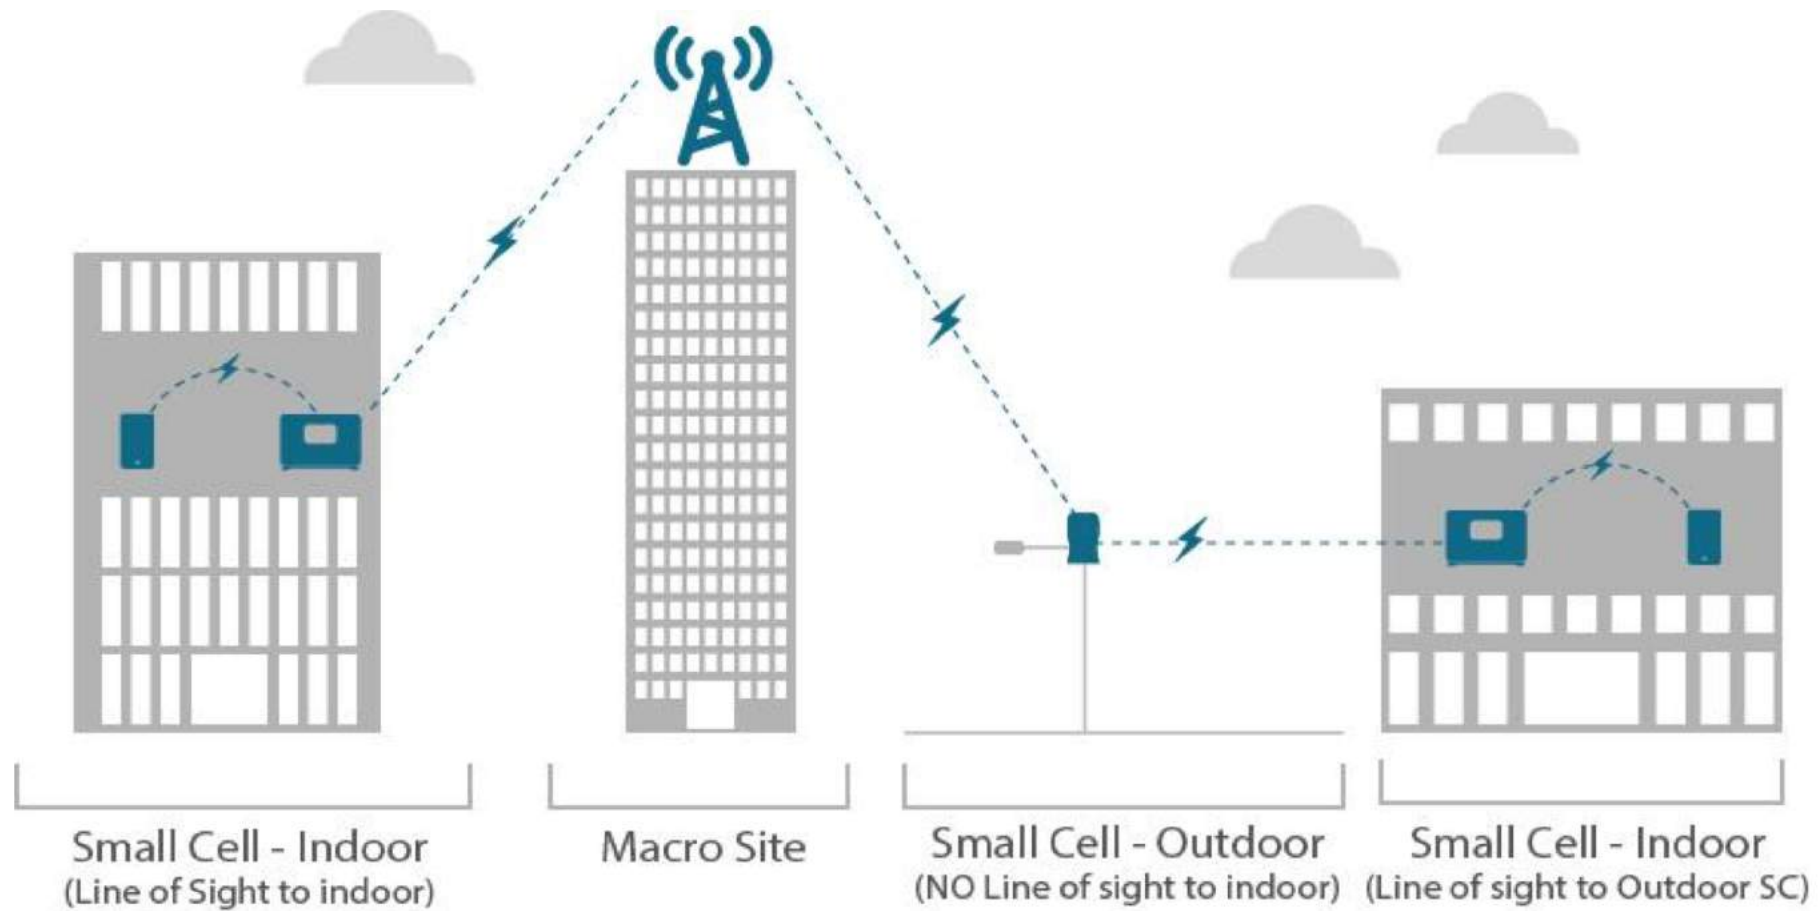 Small Cell - Indoor
(Line of Sight to indoor)
Macro Site
Small Cell - Outdoor
(NO Line of sight to indoor)
Small Cell - Indoor
(Line of sight to Outdoor SC)